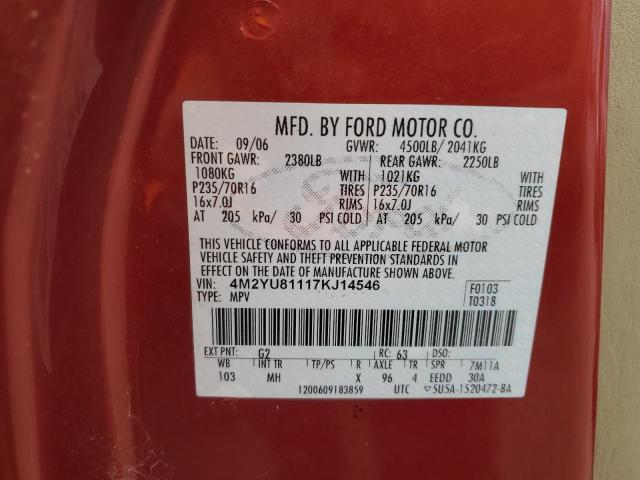 MFD. BY FORD MOTOR CO.
DATE: 09/06 GVWR: 4500LB/ 2041KG
FRONT GAWR: 2380LB REAR GAWR: 2250LB
1080KG WITH 1021KG WITH
P235/70R16 TIRES P235/70R16 TIRES
16x7.0J RIMS 16x7.0J RIMS
AT 205 kPa/ 30 PSI COLD AT 205 kPa/ 30 PSI COLD
THIS VEHICLE CONFORMS TO ALL APPLICABLE FEDERAL MOTOR
VEHICLE SAFETY AND THEFT PREVENTION STANDARDS IN
EFFECT ON THE DATE OF MANUFACTURE SHOWN ABOVE.
VIN: 4M2YU81117KJ14546 F0103
TYPE: MPV T0318
EXT PNT: G2 RC: 63 DSO:
WB INT TR TP/PS R AXLE TR SPR 7M11A
103 MH X 96 4 EEDD 30A
1200609183859 UTC ▽5U5A-1520472-BA